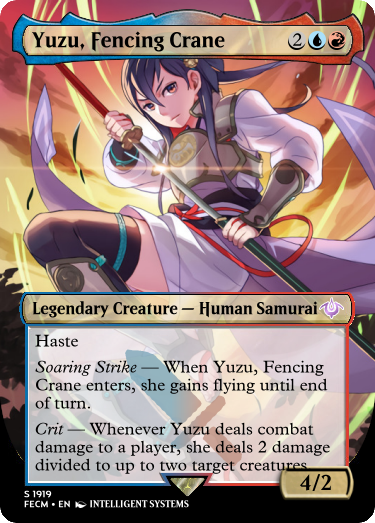 Yuzu, Fencing Crane 2
Legendary Creature — Human Samurai
Haste
Soaring Strike — When Yuzu, Fencing
Crane enters, she gains flying until end
of turn.
Crit — Whenever Yuzu deals combat
damage to a player, she deals 2 damage
divided to up to two target creatures.
4/2
S 1919
FECM • EN INTELLIGENT SYSTEMS